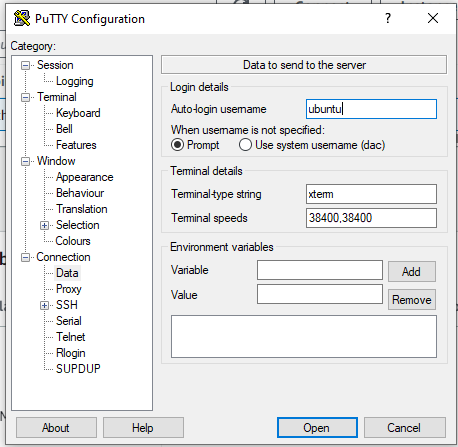 PuTTY Configuration
?
Category:
Session
Logging
Terminal
Keyboard
Bell
Features
Window
Appearance
Behaviour
Translation
Selection
Colours
Connection
Data
Proxy
SSH
Serial
Telnet
Rlogin
SUPDUP
Data to send to the server
Login details
Auto-login username ubuntu
When username is not specified:
Prompt Use system username (dac)
Terminal details
Terminal-type string xterm
Terminal speeds 38400,38400
Environment variables
Variable Add
Value Remove
About Help Open Cancel